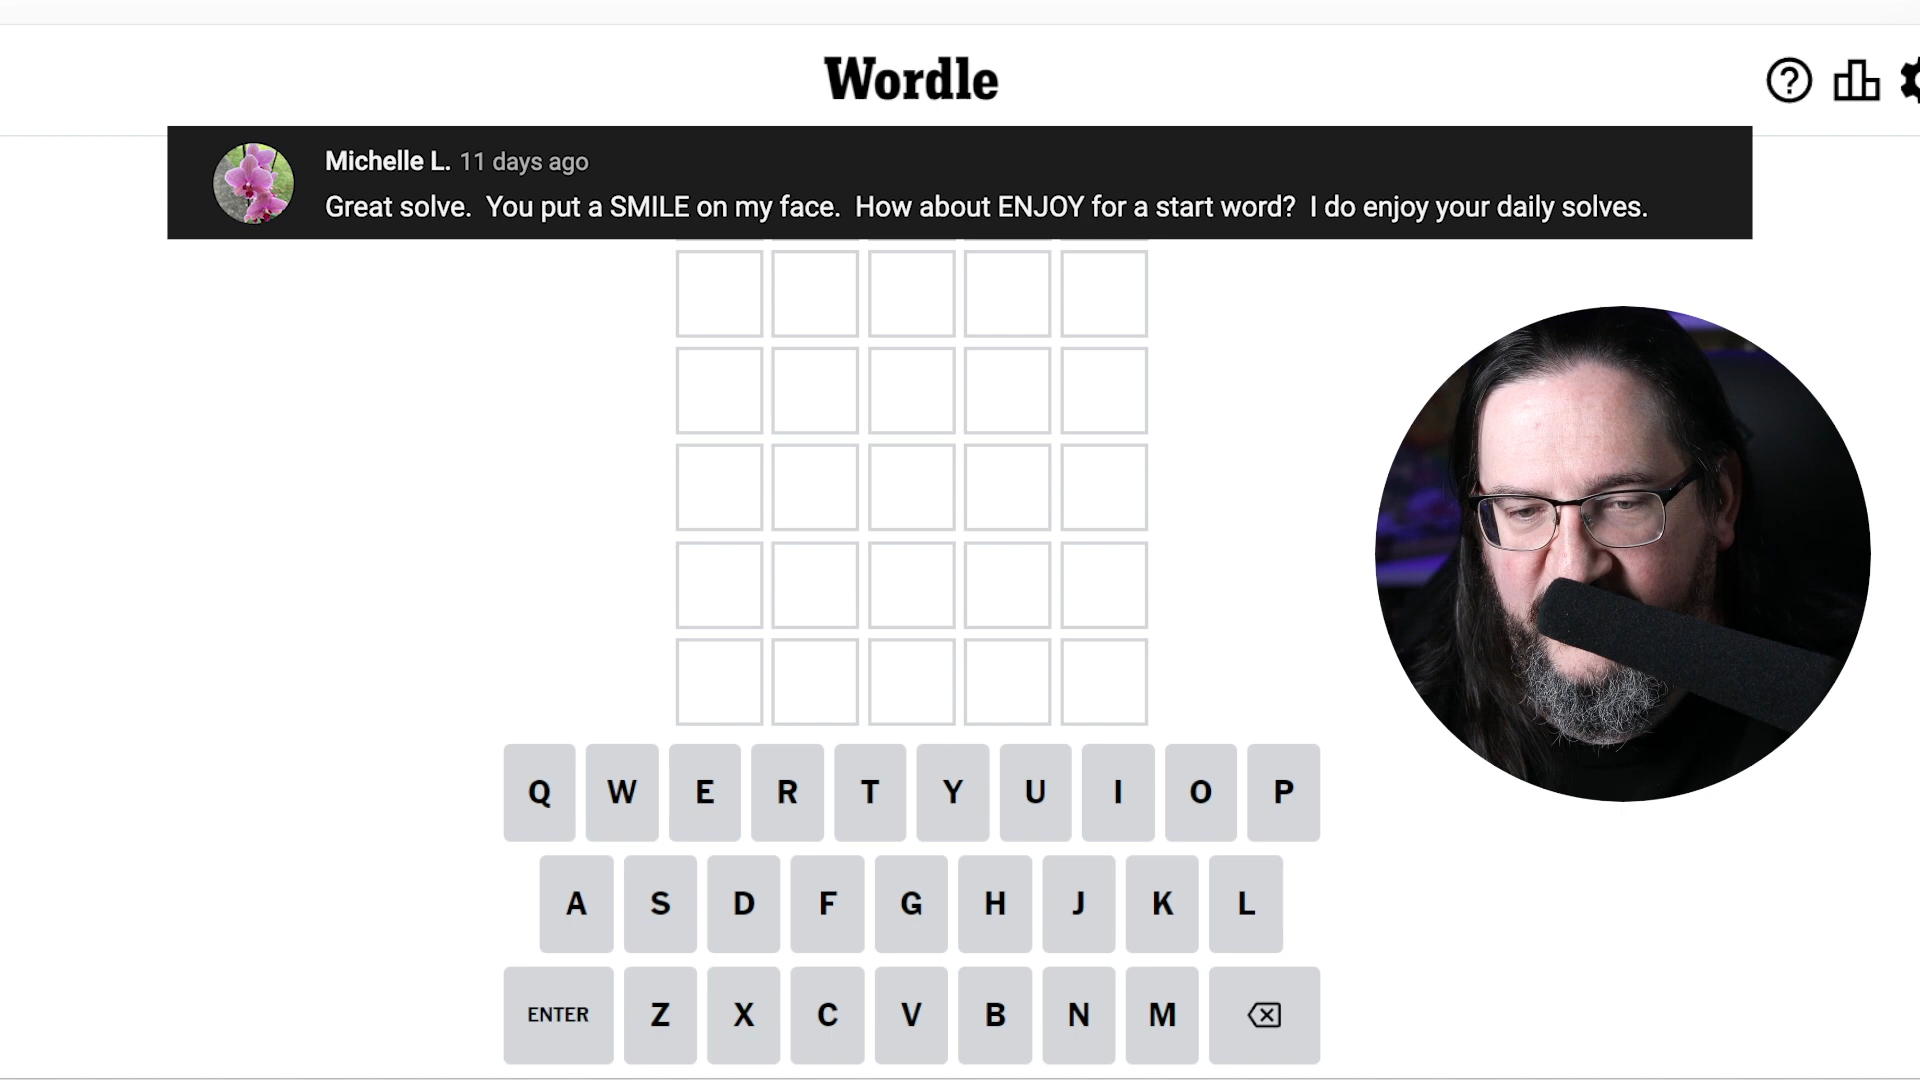 Wordle
Michelle L. 11 days ago
Great solve. You put a SMILE on my face. How about ENJOY for a start word? I do enjoy your daily solves.
Q W E R T Y U I O P
A S D F G H J K L
ENTER Z X C V B N M